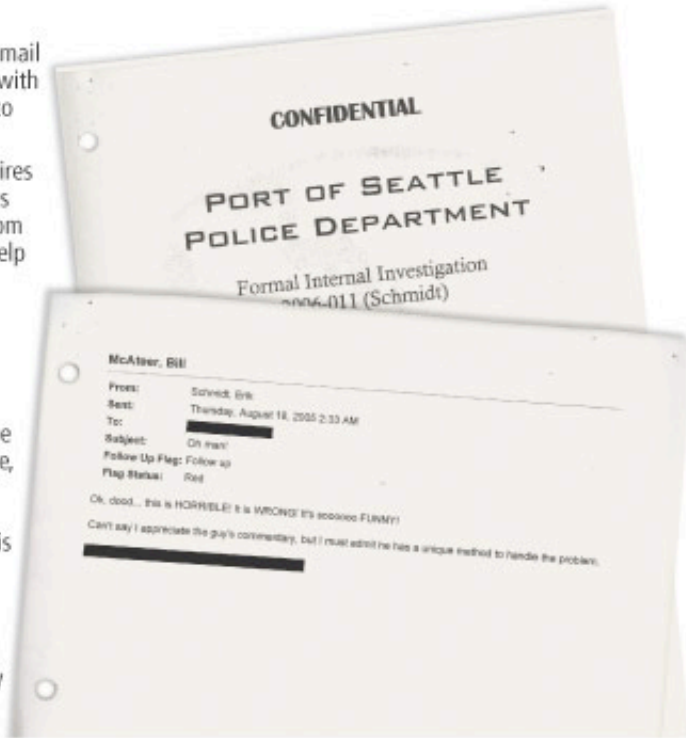 mail
with
to
ires
s
om
elp
e
e,
is
y
CONFIDENTIAL
PORT OF SEATTLE
POLICE DEPARTMENT
Formal Internal Investigation
2006-011 (Schmidt)
McAteer, Bill
From: Schmidt, Erik
Sent: Thursday, August 18, 2005 2:33 AM
To:
Subject: Oh man!
Follow Up Flag: Follow up
Flag Status: Red
Ok, dood... this is HORRIBLE! It is WRONG! It's soooooo FUNNY!
Can't say I appreciate the guy's commentary, but I must admit he has a unique method to handle the problem.